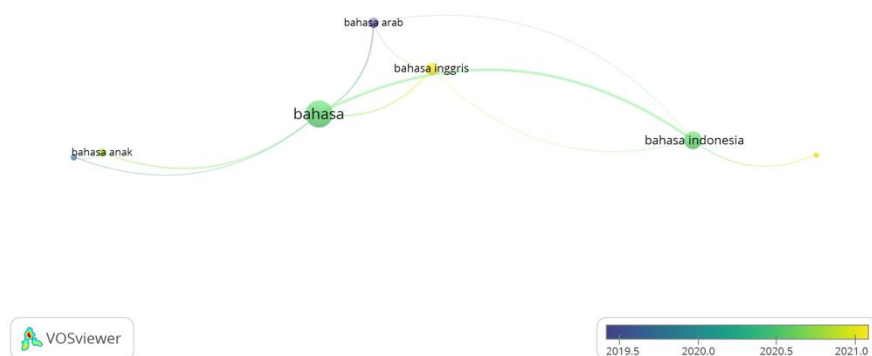 bahasa arab
bahasa inggris
bahasa
bahasa indonesia
bahasa anak
VOSviewer
2019.5 2020.0 2020.5 2021.0